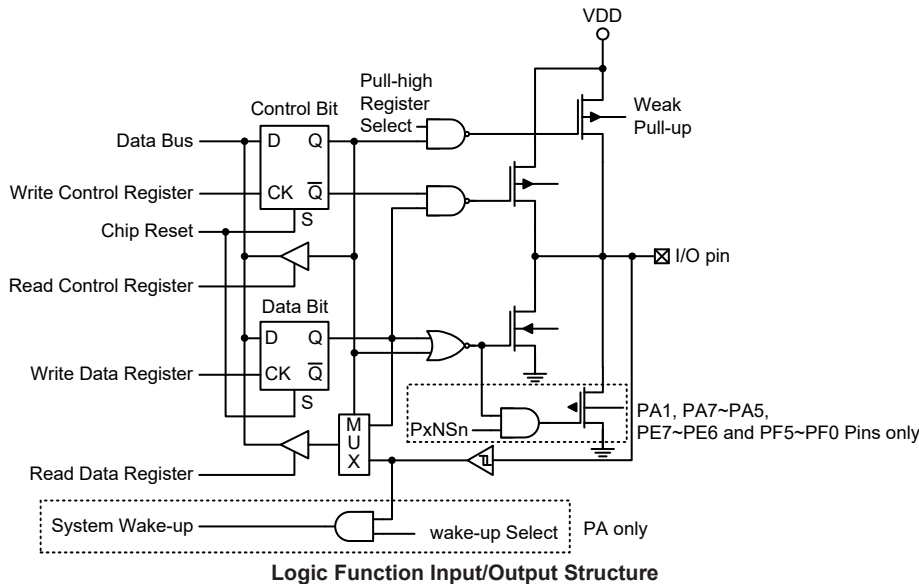 VDD
Pull-high
Register
Select
Weak
Pull-up
Control Bit
Data Bus
D
Q
Write Control Register
CK
Q
S
Chip Reset
I/O pin
Read Control Register
Data Bit
D
Q
Write Data Register
CK
Q
S
M
U
X
PxNSn
PA1, PA7~PA5,
PE7~PE6 and PF5~PF0 Pins only
Read Data Register
System Wake-up
wake-up Select
PA only
Logic Function Input/Output Structure